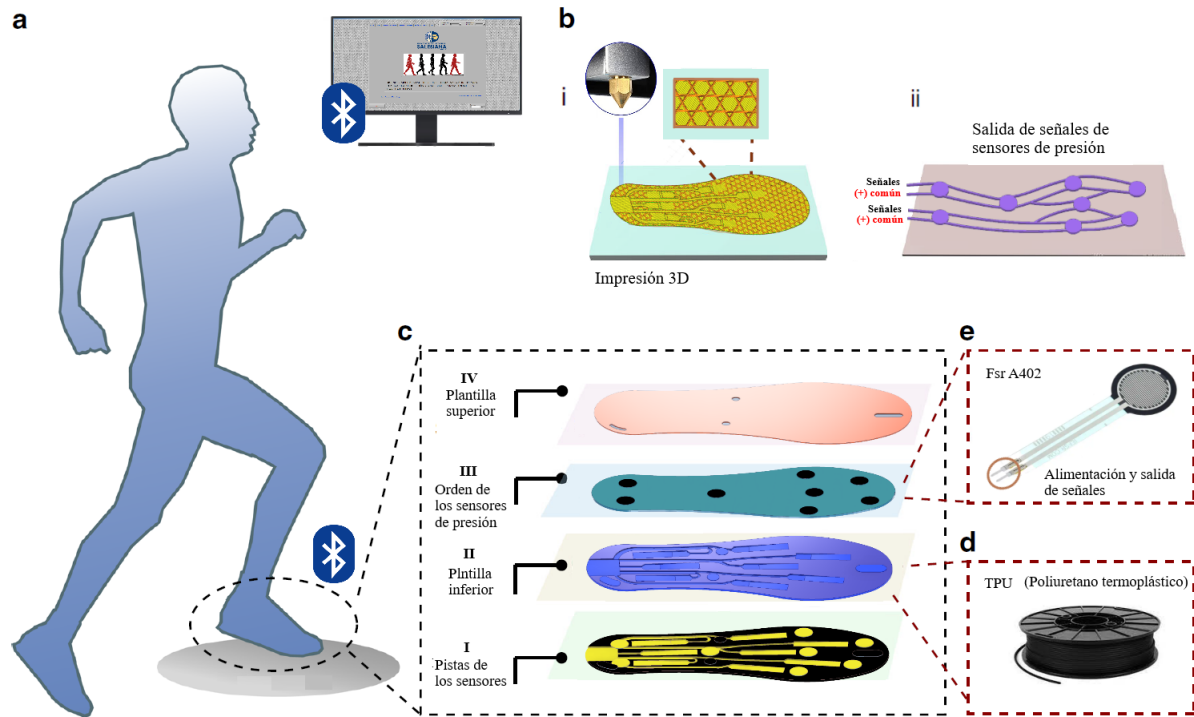 a
b
i
ii
Salida de señales de
sensores de presión
Señales
(+) común
Señales
(+) común
Impresión 3D
c
IV
Plantilla
superior
III
Orden de
los sensores
de presión
II
Plntilla
inferior
I
Pistas de
los sensores
e
Fsr A402
Alimentación y salida
de señales
d
TPU (Poliuretano termoplástico)